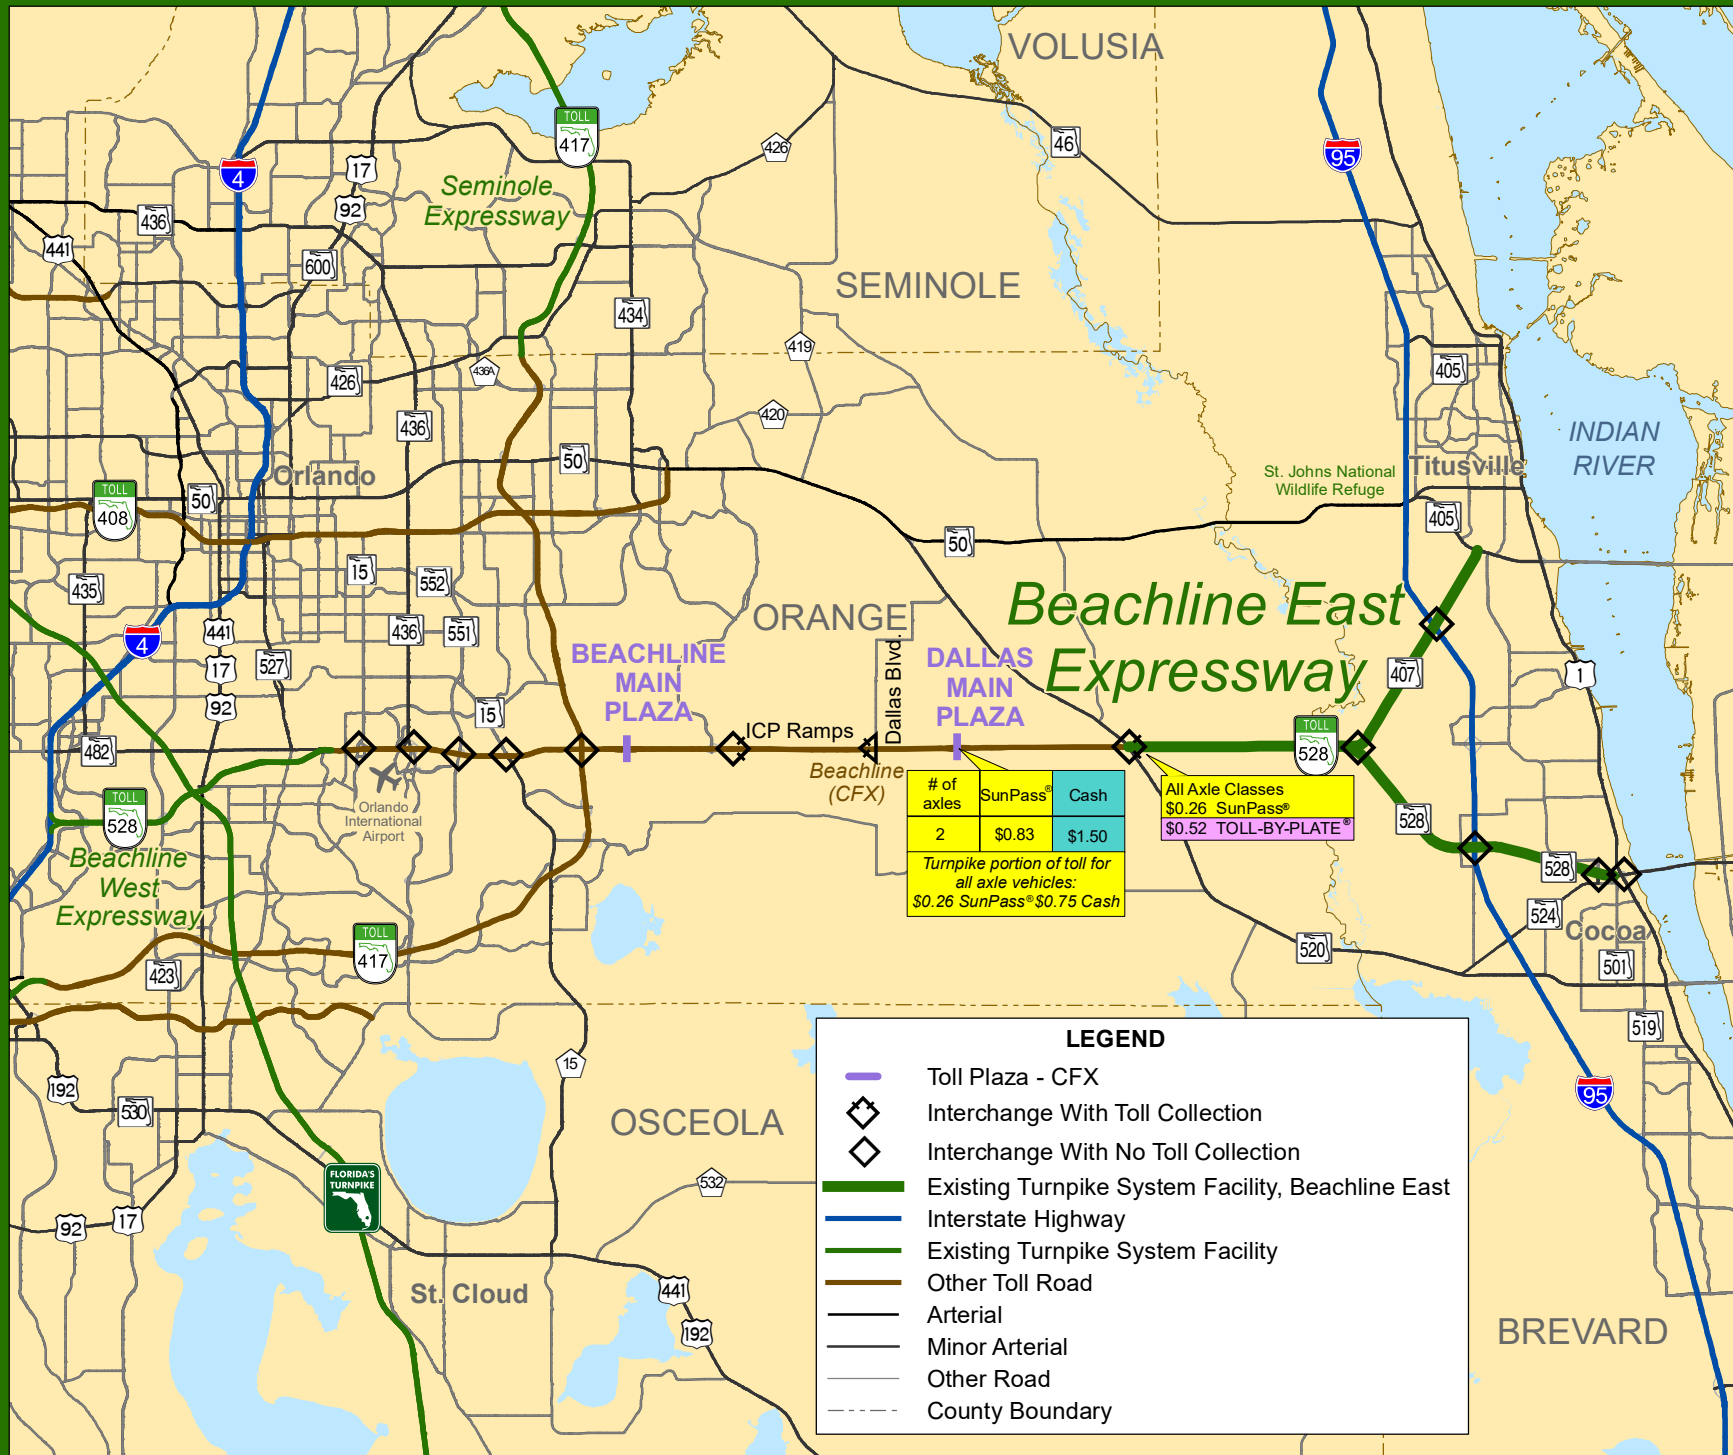 VOLUSIA
TOLL
417
426
46
95
4
17
92
Seminole
Expressway
436
441
600
SEMINOLE
434
419
405
426
436A
420
436
INDIAN
RIVER
50
Orlando
St. Johns National
Wildlife Refuge
Titusville
TOLL
408
50
405
50
15
552
435
Beachline East
Expressway
ORANGE
441
436
551
4
17
527
BEACHLINE
MAIN
PLAZA
Dallas Blvd.
DALLAS
MAIN
PLAZA
407
1
92
15
482
ICP Ramps
TOLL
528
Beachline
(CFX)
Orlando
International
Airport
TOLL
528
# of
axles
SunPass®
Cash
2
$0.83
$1.50
Turnpike portion of toll for
all axle vehicles:
$0.26 SunPass® $0.75 Cash
All Axle Classes
$0.26 SunPass®
$0.52 TOLL-BY-PLATE®
528
528
Beachline
West
Expressway
524
Cocoa
TOLL
417
423
520
501
519
LEGEND
Toll Plaza - CFX
Interchange With Toll Collection
Interchange With No Toll Collection
Existing Turnpike System Facility, Beachline East
Interstate Highway
Existing Turnpike System Facility
Other Toll Road
Arterial
Minor Arterial
Other Road
County Boundary
15
192
530
95
OSCEOLA
FLORIDA'S
TURNPIKE
532
92
17
St. Cloud
441
192
BREVARD